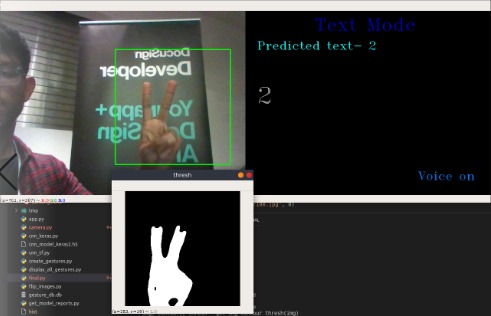 Text Mode
Predicted text- 2
2
Voice on
DocuSign
Developer
Your app+
DocuSign
thresh
tmp
app.py
camera.py
cnn_keras.py
cnn_model_keras2.h5
cnn_tf.py
create_gestures.py
display_all_gestures.py
final.py
flip_images.py
gesture_db.db
get_model_reports.py
hist